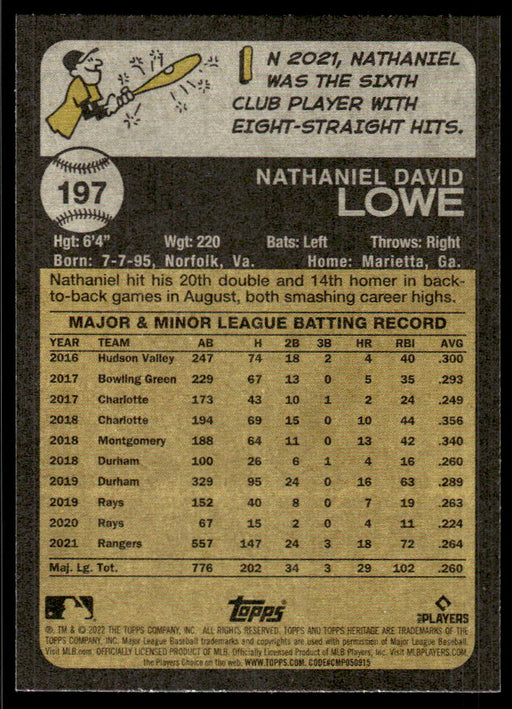 IN 2021, NATHANIEL
WAS THE SIXTH
CLUB PLAYER WITH
EIGHT-STRAIGHT HITS.
197
NATHANIEL DAVID
LOWE
Hgt: 6'4" Wgt: 220 Bats: Left Throws: Right
Born: 7-7-95, Norfolk, Va. Home: Marietta, Ga.
Nathaniel hit his 20th double and 14th homer in back-
to-back games in August, both smashing career highs.
MAJOR & MINOR LEAGUE BATTING RECORD
YEAR TEAM AB H 2B 3B HR RBI AVG
2016 Hudson Valley 247 74 18 2 4 40 .300
2017 Bowling Green 229 67 13 0 5 35 .293
2017 Charlotte 173 43 10 1 2 24 .249
2018 Charlotte 194 69 15 0 10 44 .356
2018 Montgomery 188 64 11 0 13 42 .340
2018 Durham 100 26 6 1 4 16 .260
2019 Durham 329 95 24 0 16 63 .289
2019 Rays 152 40 8 0 7 19 .263
2020 Rays 67 15 2 0 4 11 .224
2021 Rangers 557 147 24 3 18 72 .264
Maj. Lg. Tot. 776 202 34 3 29 102 .260
Topps
MLB PLAYERS
®, TM & © 2022 THE TOPPS COMPANY, INC. ALL RIGHTS RESERVED. TOPPS AND TOPPS HERITAGE ARE TRADEMARKS OF THE
TOPPS COMPANY, INC. Major League Baseball trademarks and copyrights are used with permission of Major League Baseball.
Visit MLB.com. OFFICIALLY LICENSED PRODUCT OF MLB. Officially Licensed Product of MLB Players, Inc. Visit MLBPLAYERS.com,
the Players Choice on the web. WWW.TOPPS.COM. CODE#CMP050915